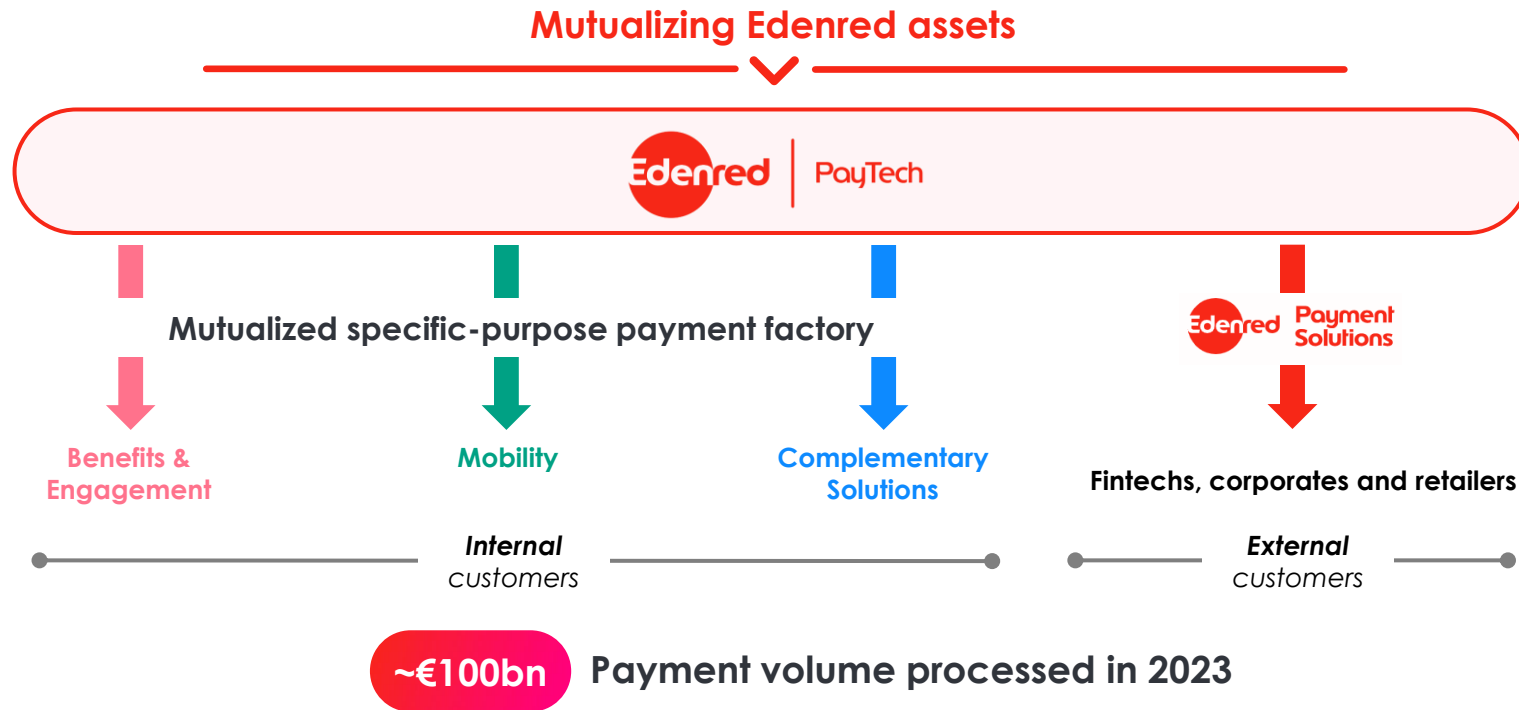 Mutualizing Edenred assets
Edenred | PayTech
Mutualized specific-purpose payment factory
Edenred Payment
Solutions
Benefits &
Engagement
Mobility
Complementary
Solutions
Fintechs, corporates and retailers
Internal
customers
External
customers
~€100bn Payment volume processed in 2023